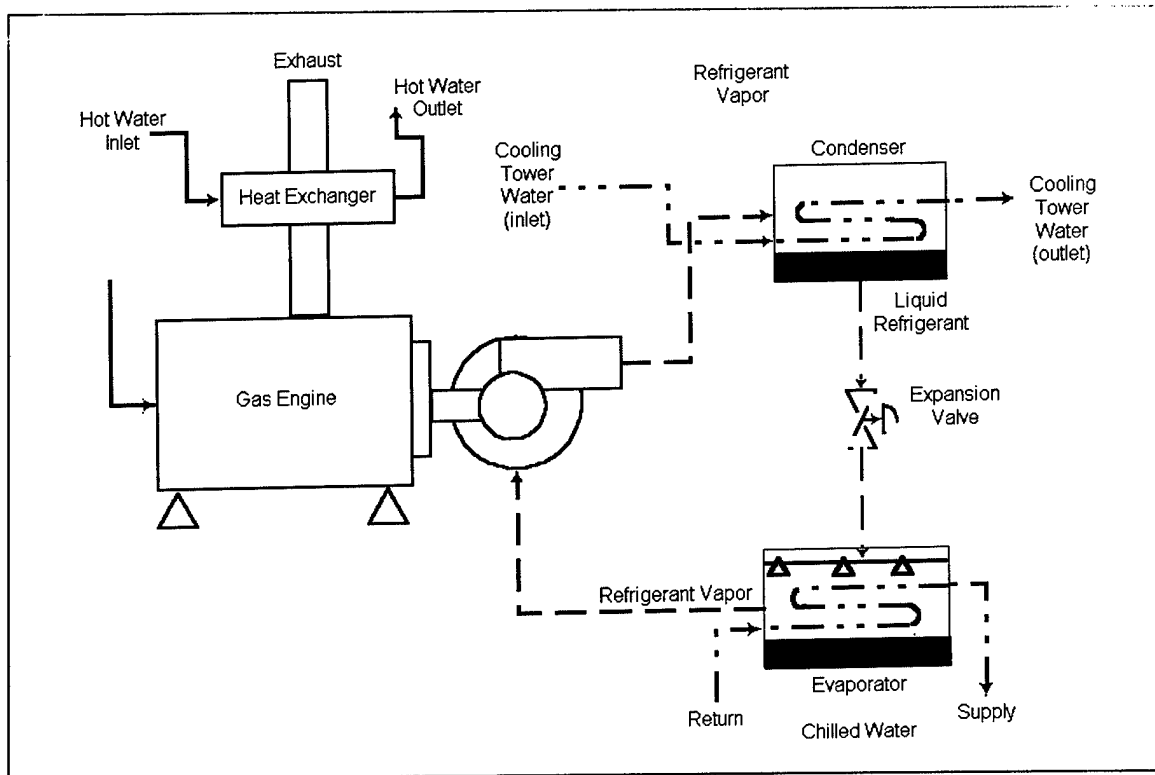 Exhaust
Hot Water
Inlet
Hot Water
Outlet
Heat Exchanger
Gas Engine
Refrigerant
Vapor
Cooling
Tower
Water
(inlet)
Condenser
Cooling
Tower
Water
(outlet)
Liquid
Refrigerant
Expansion
Valve
Refrigerant Vapor
Evaporator
Return
Chilled Water
Supply